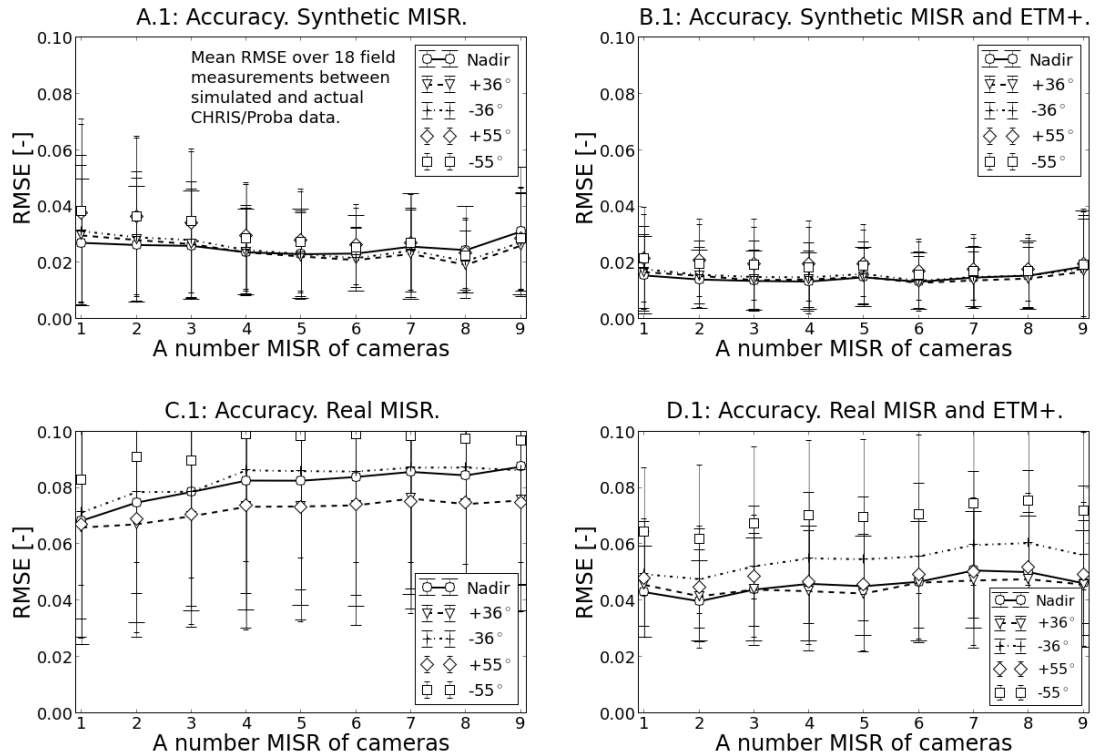 A.1: Accuracy. Synthetic MISR.
RMSE [-]
0.10
0.08
0.06
0.04
0.02
0.00
Mean RMSE over 18 field
measurements between
simulated and actual
CHRIS/Proba data.
Nadir
+36°
-36°
+55°
-55°
1 2 3 4 5 6 7 8 9
A number MISR of cameras
B.1: Accuracy. Synthetic MISR and ETM+.
RMSE [-]
0.10
0.08
0.06
0.04
0.02
0.00
Nadir
+36°
-36°
+55°
-55°
1 2 3 4 5 6 7 8 9
A number MISR of cameras
C.1: Accuracy. Real MISR.
RMSE [-]
0.10
0.08
0.06
0.04
0.02
0.00
Nadir
+36°
-36°
+55°
-55°
1 2 3 4 5 6 7 8 9
A number MISR of cameras
D.1: Accuracy. Real MISR and ETM+.
RMSE [-]
0.10
0.08
0.06
0.04
0.02
0.00
Nadir
+36°
-36°
+55°
-55°
1 2 3 4 5 6 7 8 9
A number MISR of cameras